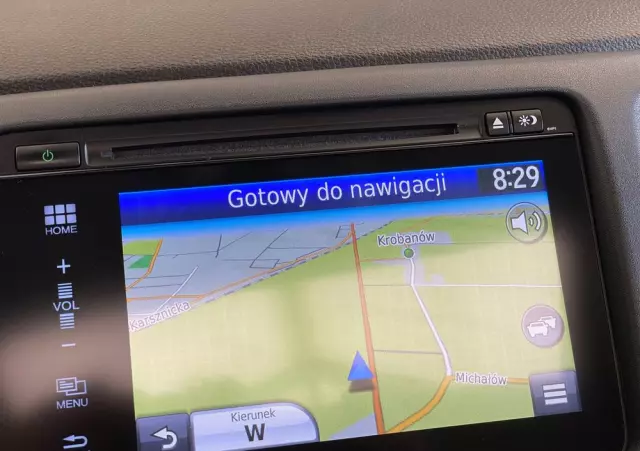 Gotowy do nawigacji
8:29
HOME
Krobanów
+
VOL
Karsznicka
−
Michałów
MENU
Kierunek
W